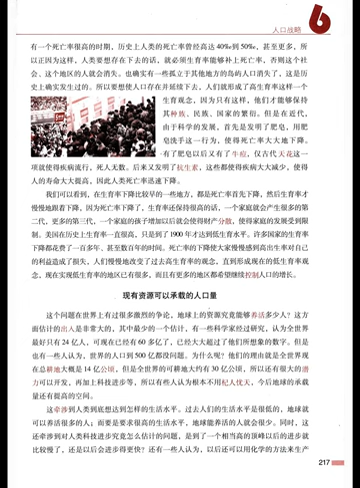 人口战略
6
有一个死亡率很高的时期，历史上人类的死亡率曾经高达40‰到50‰，甚至更多，所
以正因为这样，人类要想存在下去的话，就必须生育率能够补上死亡率，否则这个社
会、这个地区的人就会消失。也确实有一些孤立于其他地方的岛屿人口消失了，这是历
史上确实发生过的。所以要想使人口存在并延续下去，人们就形成了高生育率这样一个
生育观念，因为只有这样，他们才能够保持
其种族、民族、国家的繁衍。但是在近代，
由于科学的发展，首先是发明了肥皂，用肥
皂洗手这一行为，使得死亡率大大地下降。
有了肥皂以后又有了牛痘，仅古代天花这一
项就使得疾病流行，死人无数。后来又发明了抗生素，这些都使得疾病大大减少，使得
人的寿命大大提高。因此人类死亡率迅速下降。
我们可以看到，在生育率下降比较早的一些地方，都是死亡率首先下降，然后生育率才
慢慢地跟着下降，因为死亡率下降了，生育率还保持很高的话，一个家庭就会产生很多的第
二代，更多的第三代，一个家庭的孩子增加以后就会使得财产分散，使得家庭的发展受到限
制。美国在历史上生育率一直很高，只是到了1900年才达到低生育水平。许多国家的生育率
下降都花费了一百多年、甚至数百年的时间。死亡率的下降使大家慢慢感到高出生率对自己
的利益造成了损失，人们慢慢地改变了过去高生育率的观念，直到形成现在的低生育率观
念，现在实现低生育率的地区已有很多，而且有更多的地区都希望继续控制人口的增长。
现有资源可以承载的人口量
这个问题在世界上有过很多激烈的争论，地球上的资源究竟能够养活多少人？这方
面估计的出入是非常大的，其中最少的一个估计，有一些科学家经过研究，认为全世界
最好只有24亿人，可现在已经有60多亿了，已经大大超过了他们所想象的数字。但是
也有一些人认为，世界的人口到500亿都没问题。为什么呢？他们的理由就是全世界现
在总耕地大概是14亿公顷，但是全世界的可耕地大约有30亿公顷，所以还有很大的潜
力可以开发，再加上科技进步等，所以有些人认为根本不用杞人忧天，今后地球的承载
量还有提高的空间。
这牵涉到人类到底想达到怎样的生活水平。过去人们的生活水平是很低的，地球就
可以养活很多的人；而要是要求很高的生活水平，地球能养活的人就会很少。同时，这
还牵涉到对人类科技进步究竟怎么估计的问题，是到了一个相当高的顶峰以后的进步就
比较慢了，还是以后会进步得更快？还有一些人认为，以后还可以用化学的方法来生产
217